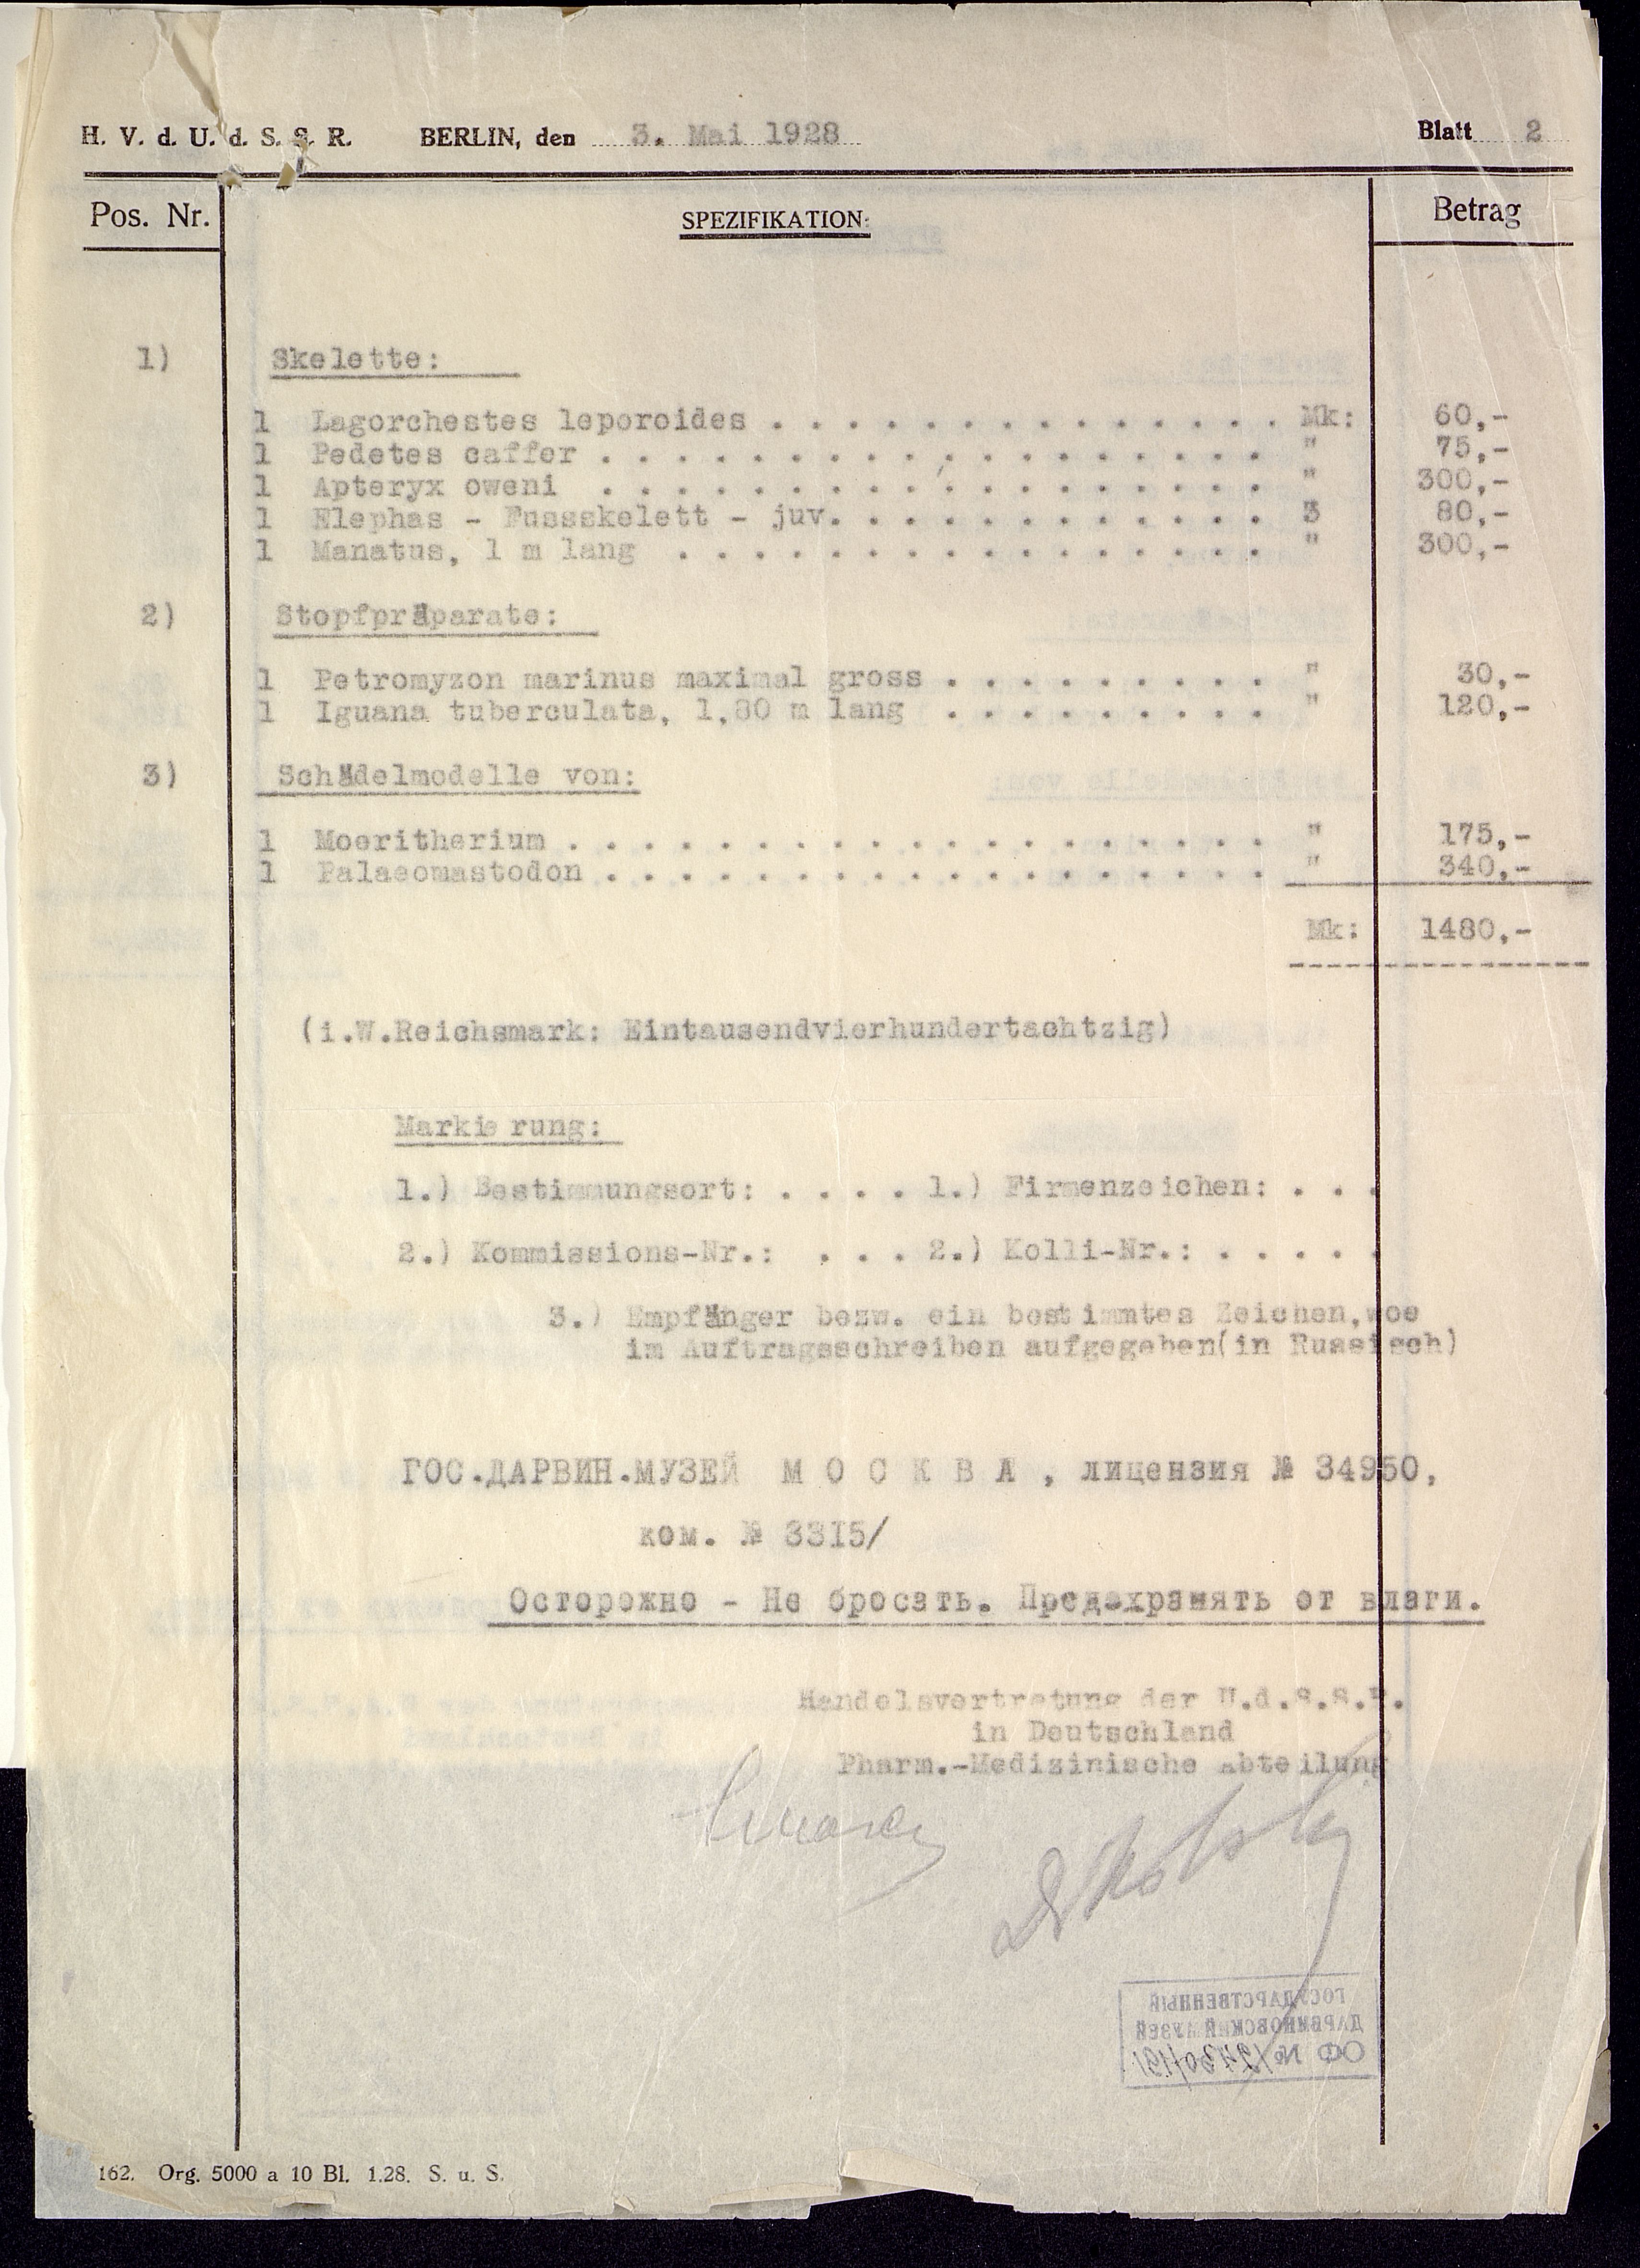 H. V. d. U. d. S. S. R. BERLIN, den 3. Mai 1928 Blatt 2
Pos. Nr. SPEZIFIKATION: Betrag
1) Skelette:
1 Lagorchestes leporoides . . . . . . . . . . . . . . Mk: 60,-
1 Pedetes caffer . . . . . . . . . . . . . . . . . . " 75,-
1 Apteryx oweni . . . . . . . . . . . . . . . . . . " 300,-
1 Elephas - Fussskelett - juv. . . . . . . . . . . . 3 80,-
1 Manatus, 1 m lang . . . . . . . . . . . . . . . . " 300,-
2) Stopfpräparate:
1 Petromyzon marinus maximal gross . . . . . . . . . " 30,-
1 Iguana tuberculata, 1,80 m lang . . . . . . . . . " 120,-
3) Schädelmodelle von:
1 Moeritherium . . . . . . . . . . . . . . . . . . . " 175,-
1 Palaeomastodon . . . . . . . . . . . . . . . . . . " 340,-
Mk: 1480,-
(i.W.Reichsmark: Eintausendvierhundertachtzig)
Markierung:
1.) Bestimmungsort: . . . . 1.) Firmenzeichen: . . .
2.) Kommissions-Nr.: . . . 2.) Kolli-Nr.: . . . . .
3.) Empfänger bezw. ein bestimmtes Zeichen,woe
im Auftragsschreiben aufgegeben(in Russisch)
ГОС.ДАРВИН.МУЗЕЙ М О С К В А , лицензия № 34950,
ком. № 33I5/
Осторожно - Не бросать. Предохранять от влаги.
Handelsvertretung der U.d.S.S.R.
in Deutschland
Pharm.-Medizinische Abteilung
ГОСУДАРСТВЕННЫЙ
ДАРВИНОВСКИЙ МУЗЕЙ
ОФ №
162. Org. 5000 a 10 Bl. 1.28. S. u. S.